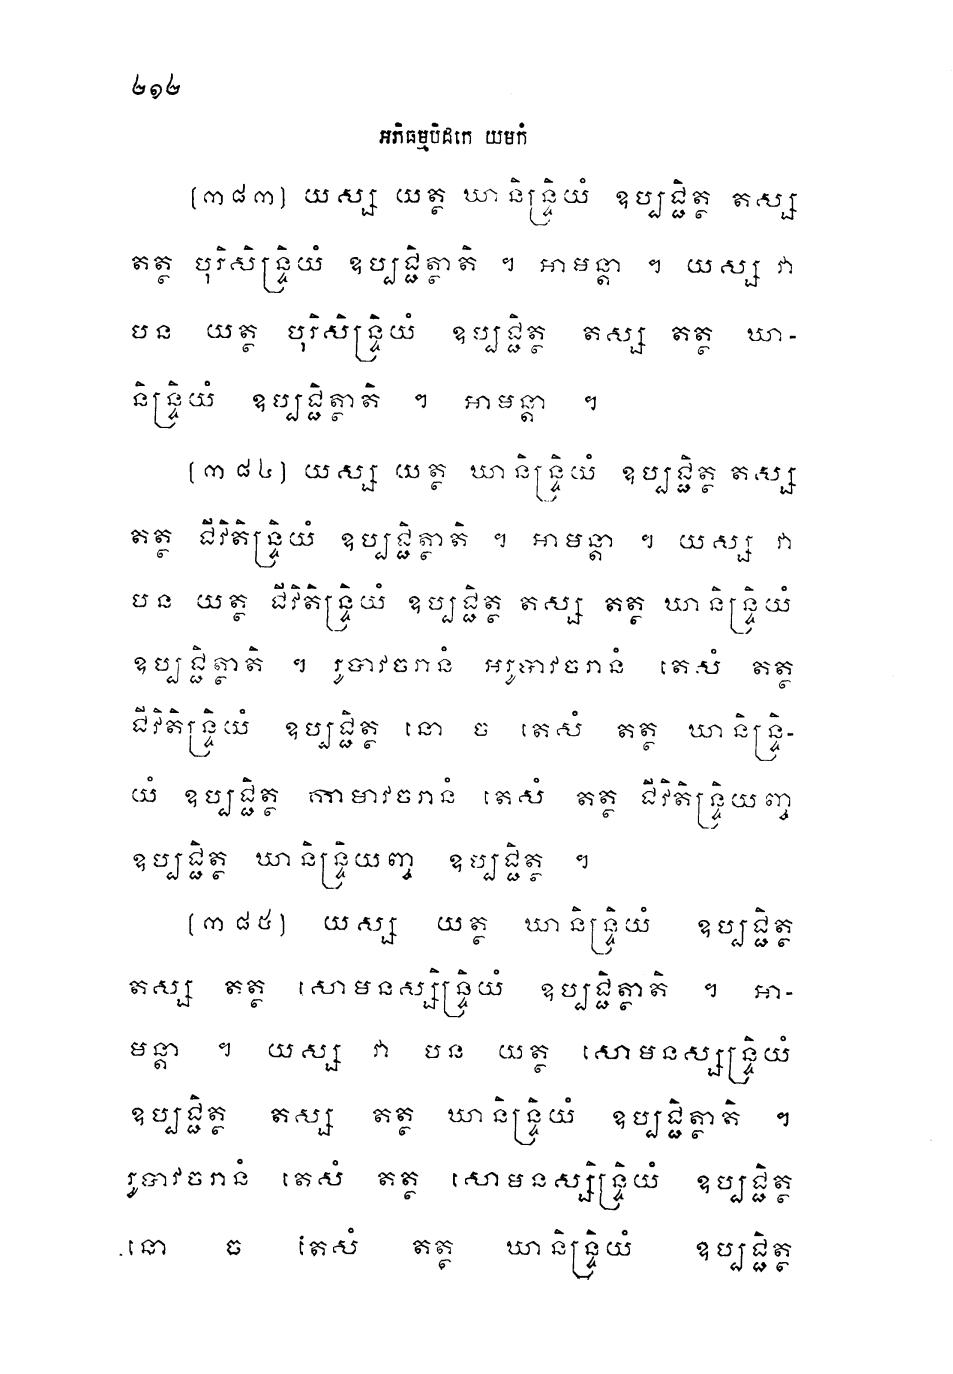 ២១២
អភិធម្មបិដកេ យមកំ
(៣៨៣) យស្ស យត្ថ ឃានិន្ទ្រិយំ ឧប្បជ្ជិត្ថ តស្ស
តត្ថ បុរិសិន្ទ្រិយំ ឧប្បជ្ជិត្ថាតិ ។ អាមន្តា ។ យស្ស វា
បន យត្ថ បុរិសិន្ទ្រិយំ ឧប្បជ្ជិត្ថ តស្ស តត្ថ ឃា-
និន្ទ្រិយំ ឧប្បជ្ជិត្ថាតិ ។ អាមន្តា ។
(៣៨៤) យស្ស យត្ថ ឃានិន្ទ្រិយំ ឧប្បជ្ជិត្ថ តស្ស
តត្ថ ជីវិតិន្ទ្រិយំ ឧប្បជ្ជិត្ថាតិ ។ អាមន្តា ។ យស្ស វា
បន យត្ថ ជីវិតិន្ទ្រិយំ ឧប្បជ្ជិត្ថ តស្ស តត្ថ ឃានិន្ទ្រិយំ
ឧប្បជ្ជិត្ថាតិ ។ រូបាវចរានំ អរូបាវចរានំ តេសំ តត្ថ
ជីវិតិន្ទ្រិយំ ឧប្បជ្ជិត្ថ នោ ច តេសំ តត្ថ ឃានិន្ទ្រិ-
យំ ឧប្បជ្ជិត្ថ កាមាវចរានំ តេសំ តត្ថ ជីវិតិន្ទ្រិយញ្ច
ឧប្បជ្ជិត្ថ ឃានិន្ទ្រិយញ្ច ឧប្បជ្ជិត្ថ ។
(៣៨៥) យស្ស យត្ថ ឃានិន្ទ្រិយំ ឧប្បជ្ជិត្ថ
តស្ស តត្ថ សោមនស្សិន្ទ្រិយំ ឧប្បជ្ជិត្ថាតិ ។ អា-
មន្តា ។ យស្ស វា បន យត្ថ សោមនស្សន្ទ្រិយំ
ឧប្បជ្ជិត្ថ តស្ស តត្ថ ឃានិន្ទ្រិយំ ឧប្បជ្ជិត្ថាតិ ។
រូបាវចរានំ តេសំ តត្ថ សោមនស្សិន្ទ្រិយំ ឧប្បជ្ជិត្ថ
នោ ច តេសំ តត្ថ ឃានិន្ទ្រិយំ ឧប្បជ្ជិត្ថ